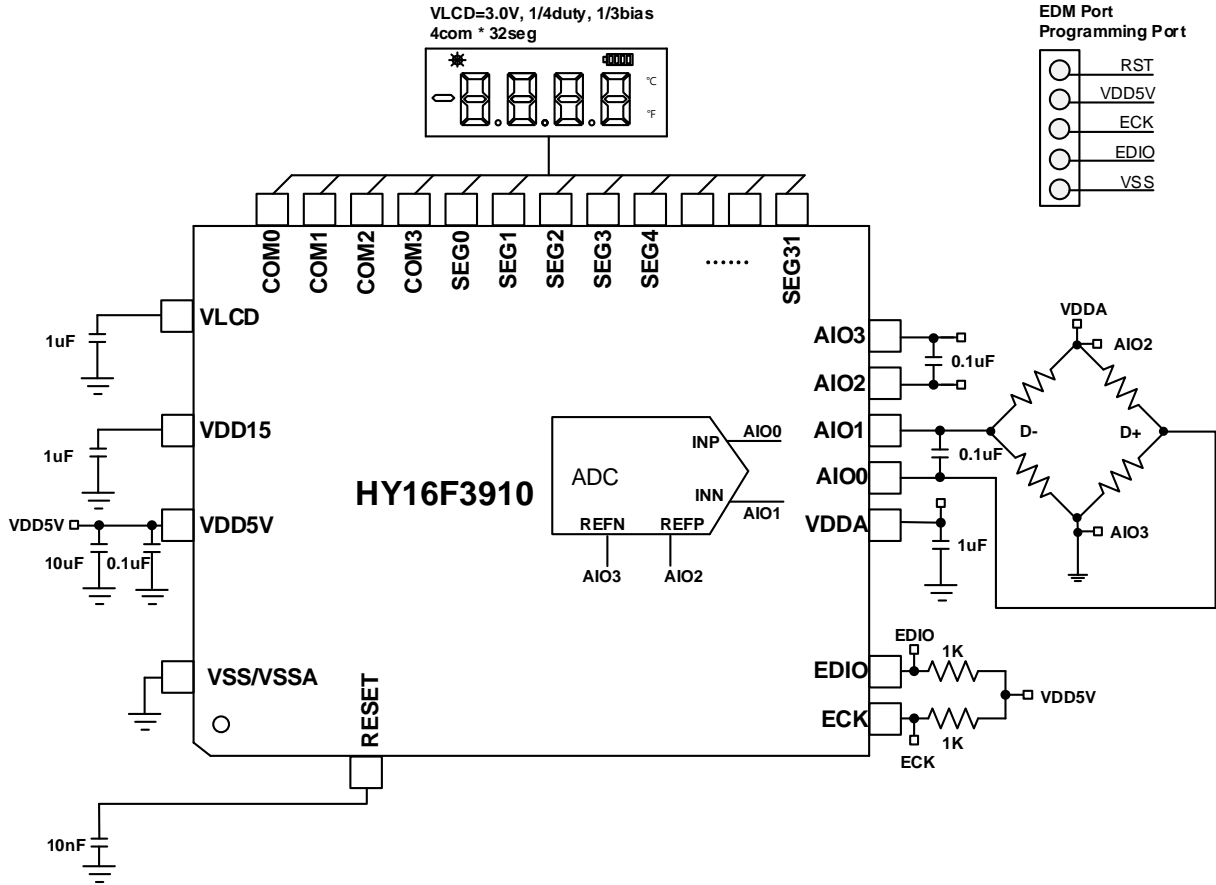 VLCD=3.0V, 1/4duty, 1/3bias
4com * 32seg
°C
°F
EDM Port
Programming Port
RST
VDD5V
ECK
EDIO
VSS
COM0
COM1
COM2
COM3
SEG0
SEG1
SEG2
SEG3
SEG4
......
SEG31
VLCD
1uF
VDD15
1uF
VDD5V
VDD5V
10uF
0.1uF
VSS/VSSA
RESET
10nF
HY16F3910
ADC
INP
AIO0
INN
AIO1
REFN
REFP
AIO3
AIO2
AIO3
0.1uF
AIO2
AIO1
0.1uF
AIO0
VDDA
1uF
VDDA
AIO2
D-
D+
AIO3
EDIO
EDIO
1K
VDD5V
ECK
1K
ECK